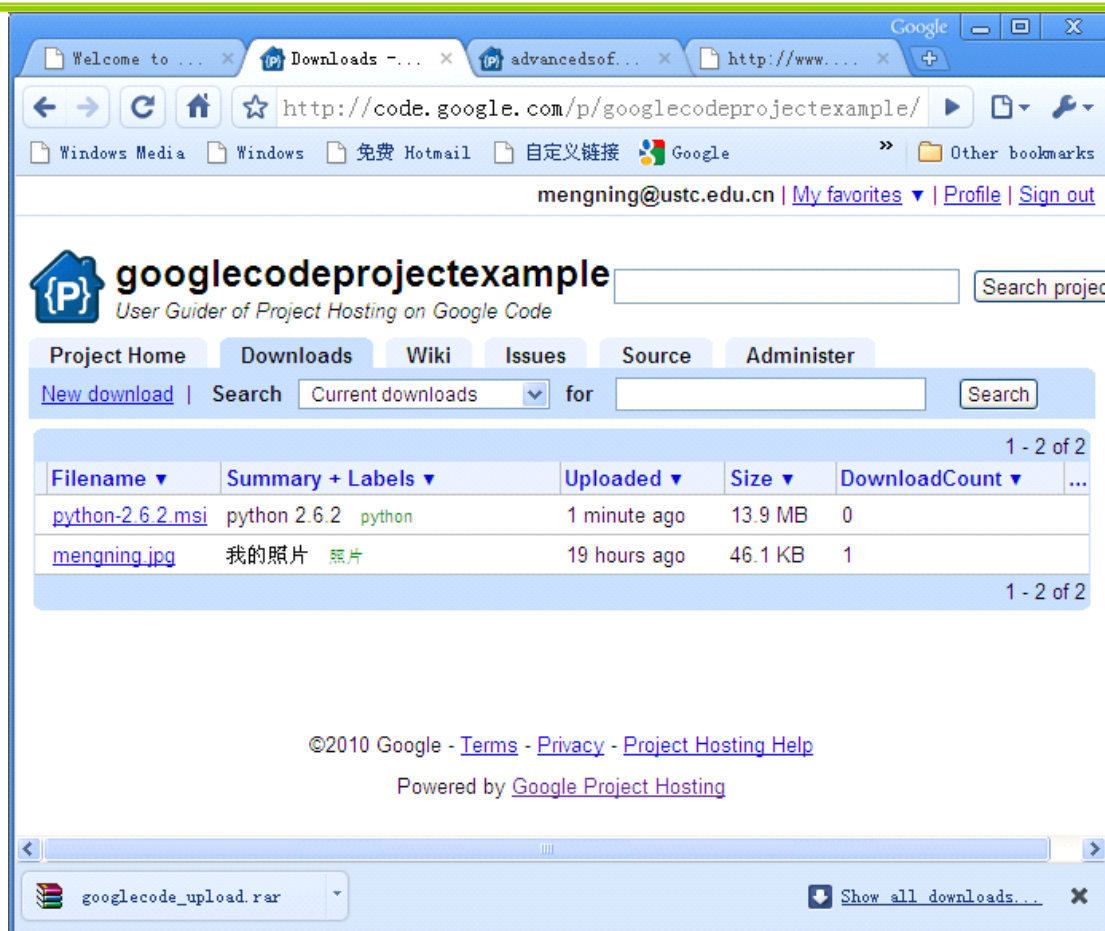 Google
Welcome to ... Downloads -... advancedsof... http://www....
http://code.google.com/p/googlecodeprojectexample/
Windows Media Windows 免费 Hotmail 自定义链接 Google » Other bookmarks
mengning@ustc.edu.cn | My favorites ▼ | Profile | Sign out
{P} googlecodeprojectexample
Search projec
User Guider of Project Hosting on Google Code
Project Home Downloads Wiki Issues Source Administer
New download | Search Current downloads for Search
1 - 2 of 2
Filename ▼ Summary + Labels ▼ Uploaded ▼ Size ▼ DownloadCount ▼ ...
python-2.6.2.msi python 2.6.2 python 1 minute ago 13.9 MB 0
mengning.jpg 我的照片 照片 19 hours ago 46.1 KB 1
1 - 2 of 2
©2010 Google - Terms - Privacy - Project Hosting Help
Powered by Google Project Hosting
googlecode_upload.rar Show all downloads...